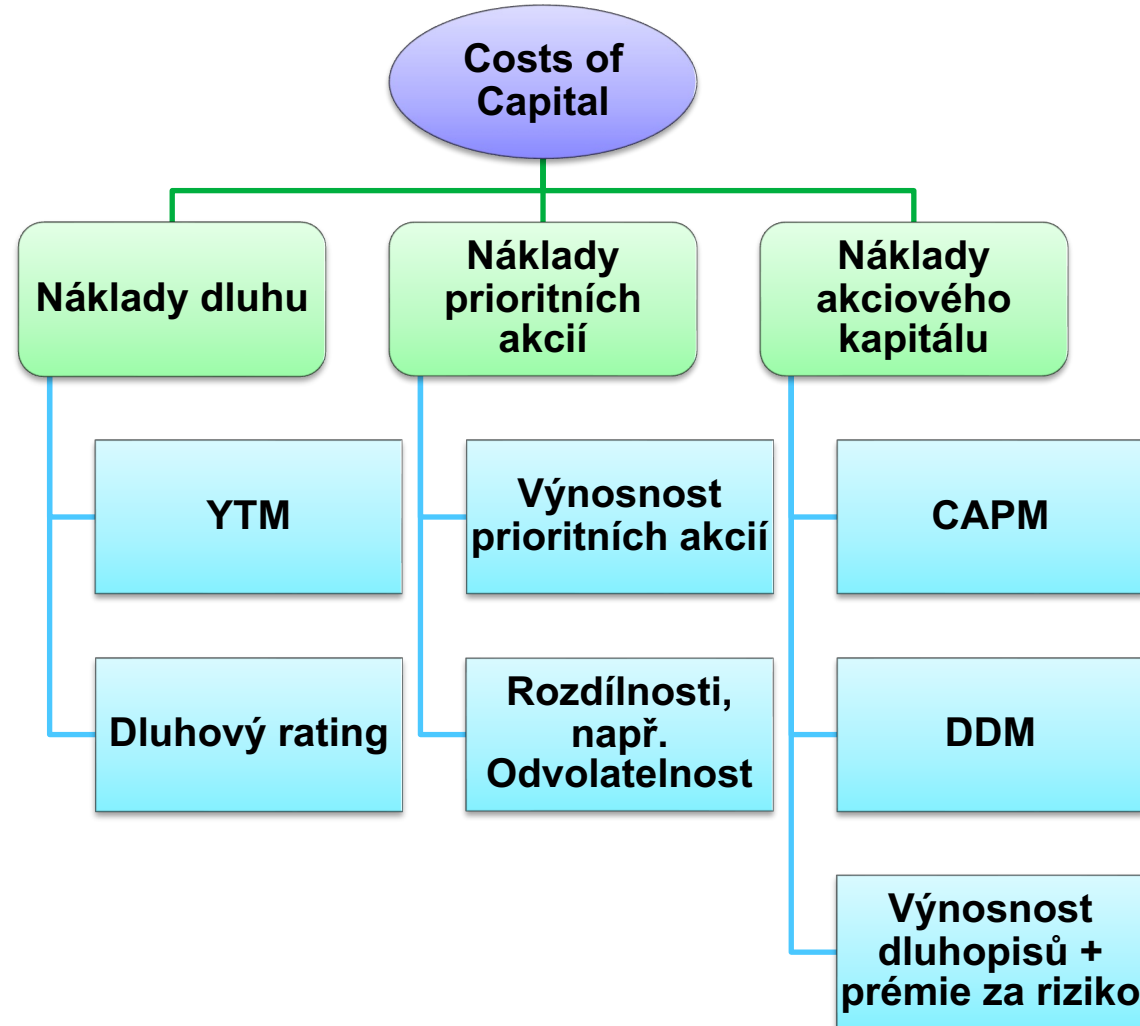 Costs of
Capital
Náklady dluhu
Náklady
prioritních
akcií
Náklady
akciového
kapitálu
YTM
Dluhový rating
Výnosnost
prioritních akcií
Rozdílnosti,
např.
Odvolatelnost
CAPM
DDM
Výnosnost
dluhopisů +
prémie za riziko